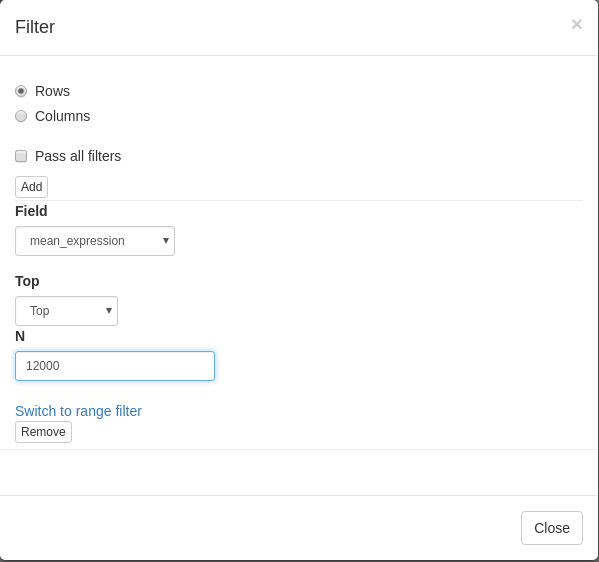 Filter
×
Rows
Columns
Pass all filters
Add
Field
mean_expression
Top
Top
N
12000
Switch to range filter
Remove
Close